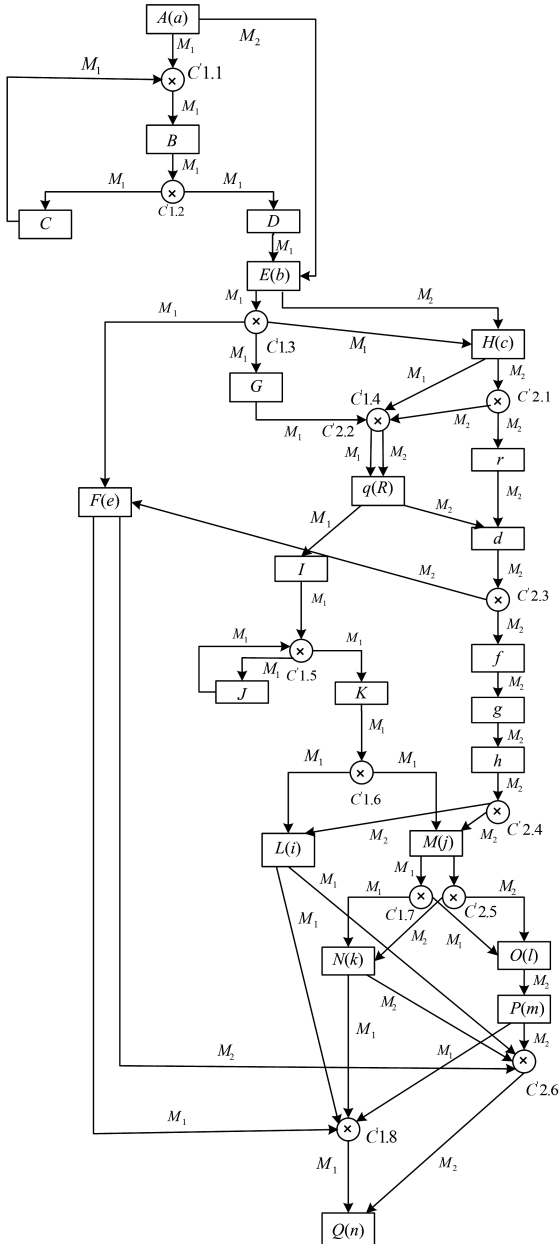 A(a)
M₁
M₂
M₁
C'1.1
M₁
B
M₁
M₁
M₁
C'1.2
C
D
M₁
E(b)
M₁
M₂
M₁
C'1.3
M₁
H(c)
M₁
M₁
M₂
G
C'1.4
C'2.1
M₁
C'2.2
M₂
M₂
M₁
M₂
r
q(R)
M₂
F(e)
M₁
M₂
d
I
M₂
M₂
C'2.3
M₁
M₂
M₁
M₁
f
M₁
C'1.5
M₂
J
K
g
M₁
M₂
h
M₁
M₁
M₂
C'1.6
M₂
M₂
C'2.4
L(i)
M(j)
M₁
M₁
M₁
M₂
C'1.7
C'2.5
M₁
M₂
M₁
N(k)
O(l)
M₂
M₂
P(m)
M₁
M₁
M₂
M₂
C'2.6
M₁
C'1.8
M₁
M₂
Q(n)